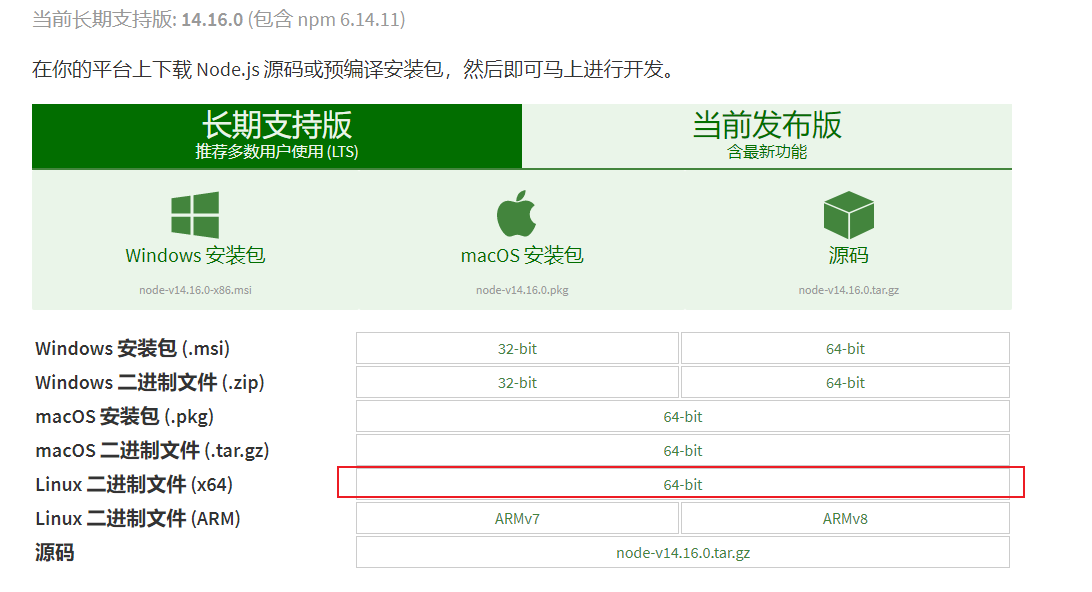 当前长期支持版: 14.16.0 (包含 npm 6.14.11)
在你的平台上下载 Node.js 源码或预编译安装包，然后即可马上进行开发。
长期支持版
推荐多数用户使用 (LTS)
当前发布版
含最新功能
Windows 安装包
node-v14.16.0-x86.msi
macOS 安装包
node-v14.16.0.pkg
源码
node-v14.16.0.tar.gz
Windows 安装包 (.msi) 32-bit 64-bit
Windows 二进制文件 (.zip) 32-bit 64-bit
macOS 安装包 (.pkg) 64-bit
macOS 二进制文件 (.tar.gz) 64-bit
Linux 二进制文件 (x64) 64-bit
Linux 二进制文件 (ARM) ARMv7 ARMv8
源码 node-v14.16.0.tar.gz